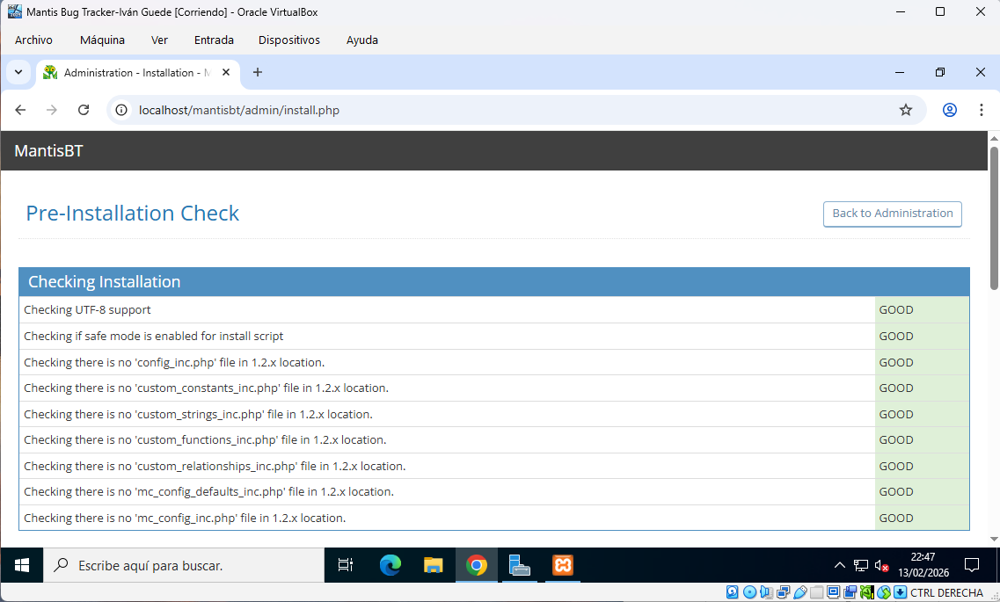 Mantis Bug Tracker-Iván Guede [Corriendo] - Oracle VirtualBox
Archivo Máquina Ver Entrada Dispositivos Ayuda
Administration - Installation - M
localhost/mantisbt/admin/install.php
MantisBT
Pre-Installation Check
Back to Administration
Checking Installation
Checking UTF-8 support GOOD
Checking if safe mode is enabled for install script GOOD
Checking there is no 'config_inc.php' file in 1.2.x location. GOOD
Checking there is no 'custom_constants_inc.php' file in 1.2.x location. GOOD
Checking there is no 'custom_strings_inc.php' file in 1.2.x location. GOOD
Checking there is no 'custom_functions_inc.php' file in 1.2.x location. GOOD
Checking there is no 'custom_relationships_inc.php' file in 1.2.x location. GOOD
Checking there is no 'mc_config_defaults_inc.php' file in 1.2.x location. GOOD
Checking there is no 'mc_config_inc.php' file in 1.2.x location. GOOD
Escribe aquí para buscar.
22:47
13/02/2026
CTRL DERECHA